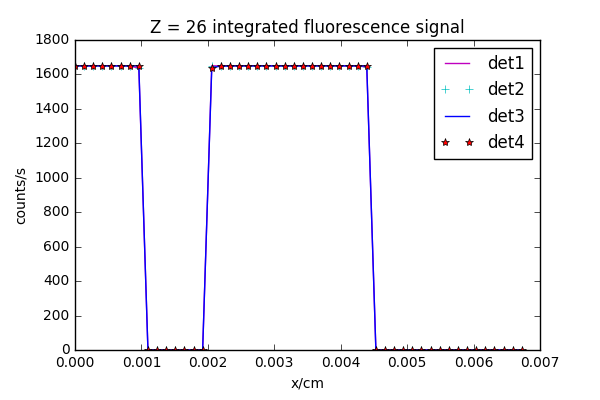 Z = 26 integrated fluorescence signal
1800
1600
1400
1200
1000
800
600
400
200
0
counts/s
det1
det2
det3
det4
0.000 0.001 0.002 0.003 0.004 0.005 0.006 0.007
x/cm